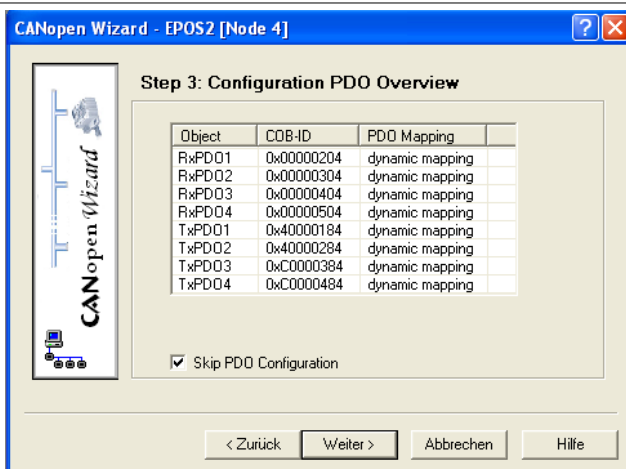 CANopen Wizard - EPOS2 [Node 4]
Step 3: Configuration PDO Overview
CANopen Wizard
Object COB-ID PDO Mapping
RxPDO1 0x00000204 dynamic mapping
RxPDO2 0x00000304 dynamic mapping
RxPDO3 0x00000404 dynamic mapping
RxPDO4 0x00000504 dynamic mapping
TxPDO1 0x40000184 dynamic mapping
TxPDO2 0x40000284 dynamic mapping
TxPDO3 0xC0000384 dynamic mapping
TxPDO4 0xC0000484 dynamic mapping
Skip PDO Configuration
< Zurück Weiter > Abbrechen Hilfe